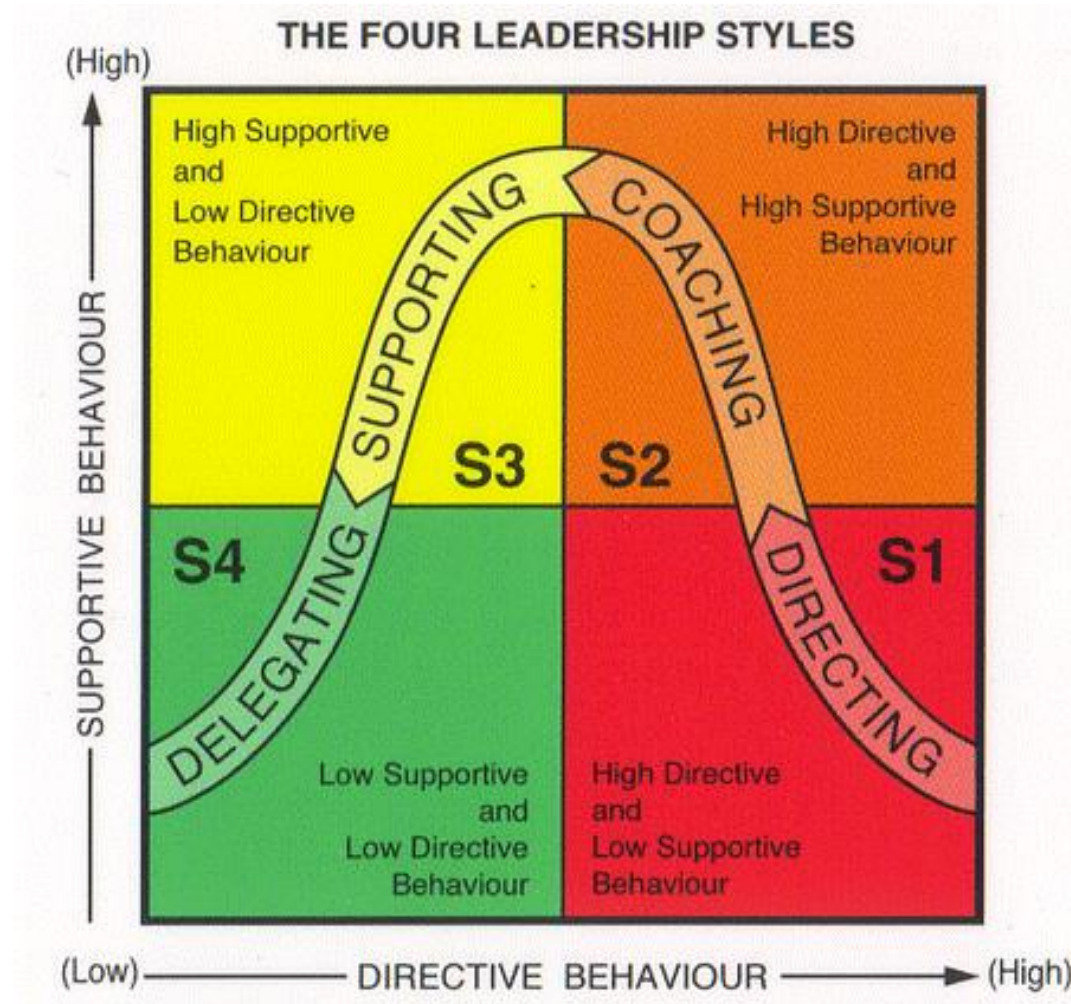 THE FOUR LEADERSHIP STYLES
(High)
High Supportive
and
Low Directive
Behaviour
High Directive
and
High Supportive
Behaviour
SUPPORTING
COACHING
S3
S2
SUPPORTIVE BEHAVIOUR
S4
S1
DELEGATING
DIRECTING
Low Supportive
and
Low Directive
Behaviour
High Directive
and
Low Supportive
Behaviour
(Low)
DIRECTIVE BEHAVIOUR
(High)